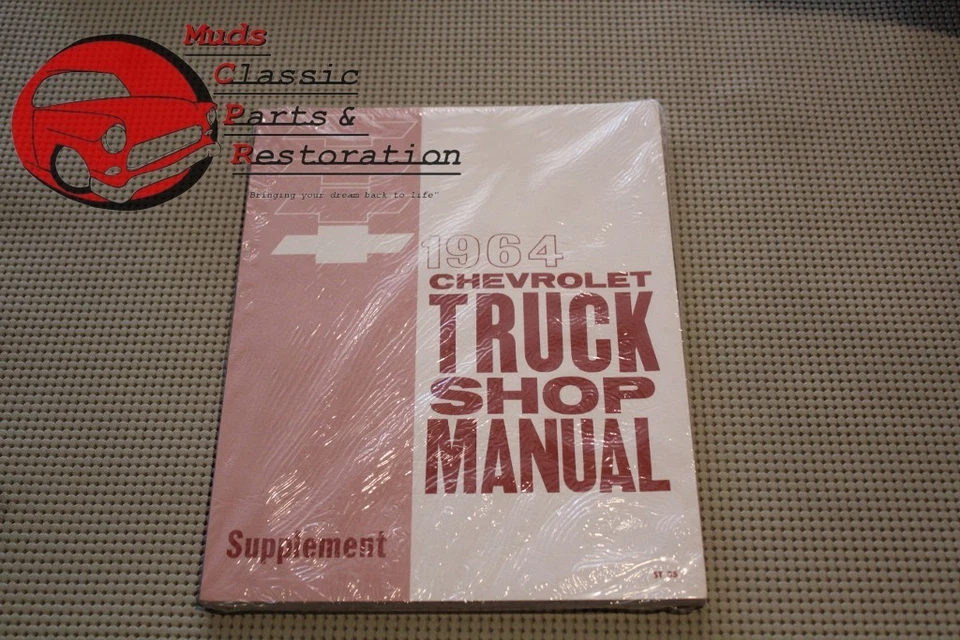 Muds
Classic
Parts &
Restoration
"Bringing your dream back to life"
1964
CHEVROLET
TRUCK
SHOP
MANUAL
Supplement